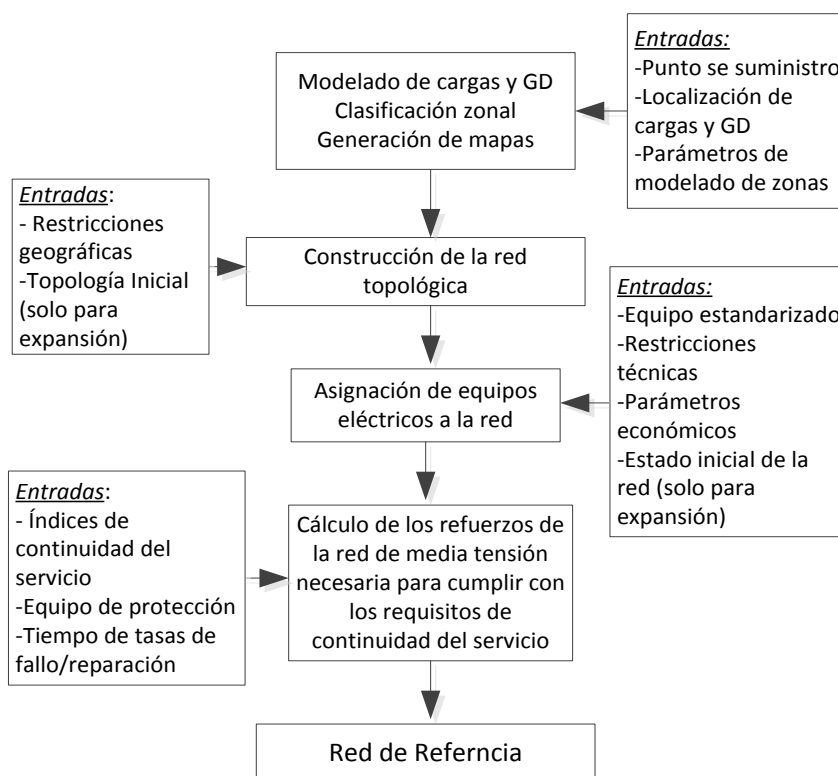 Modelado de cargas y GD
Clasificación zonal
Generación de mapas
Entradas:
-Punto se suministro
-Localización de
cargas y GD
-Parámetros de
modelado de zonas
Entradas:
- Restricciones
geográficas
-Topología Inicial
(solo para
expansión)
Construcción de la red
topológica
Entradas:
-Equipo estandarizado
-Restricciones
técnicas
-Parámetros
económicos
-Estado inicial de la
red (solo para
expansión)
Asignación de equipos
eléctricos a la red
Entradas:
- Índices de
continuidad del
servicio
-Equipo de protección
-Tiempo de tasas de
fallo/reparación
Cálculo de los refuerzos de
la red de media tensión
necesaria para cumplir con
los requisitos de
continuidad del servicio
Red de Referncia